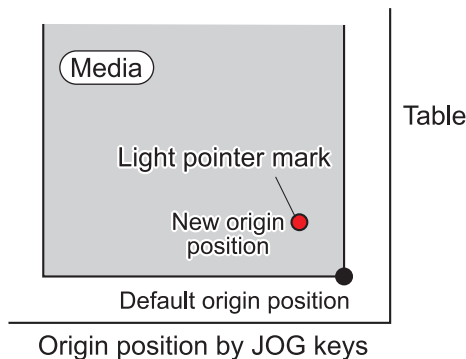 Media
Table
Light pointer mark
New origin
position
Default origin position
Origin position by JOG keys